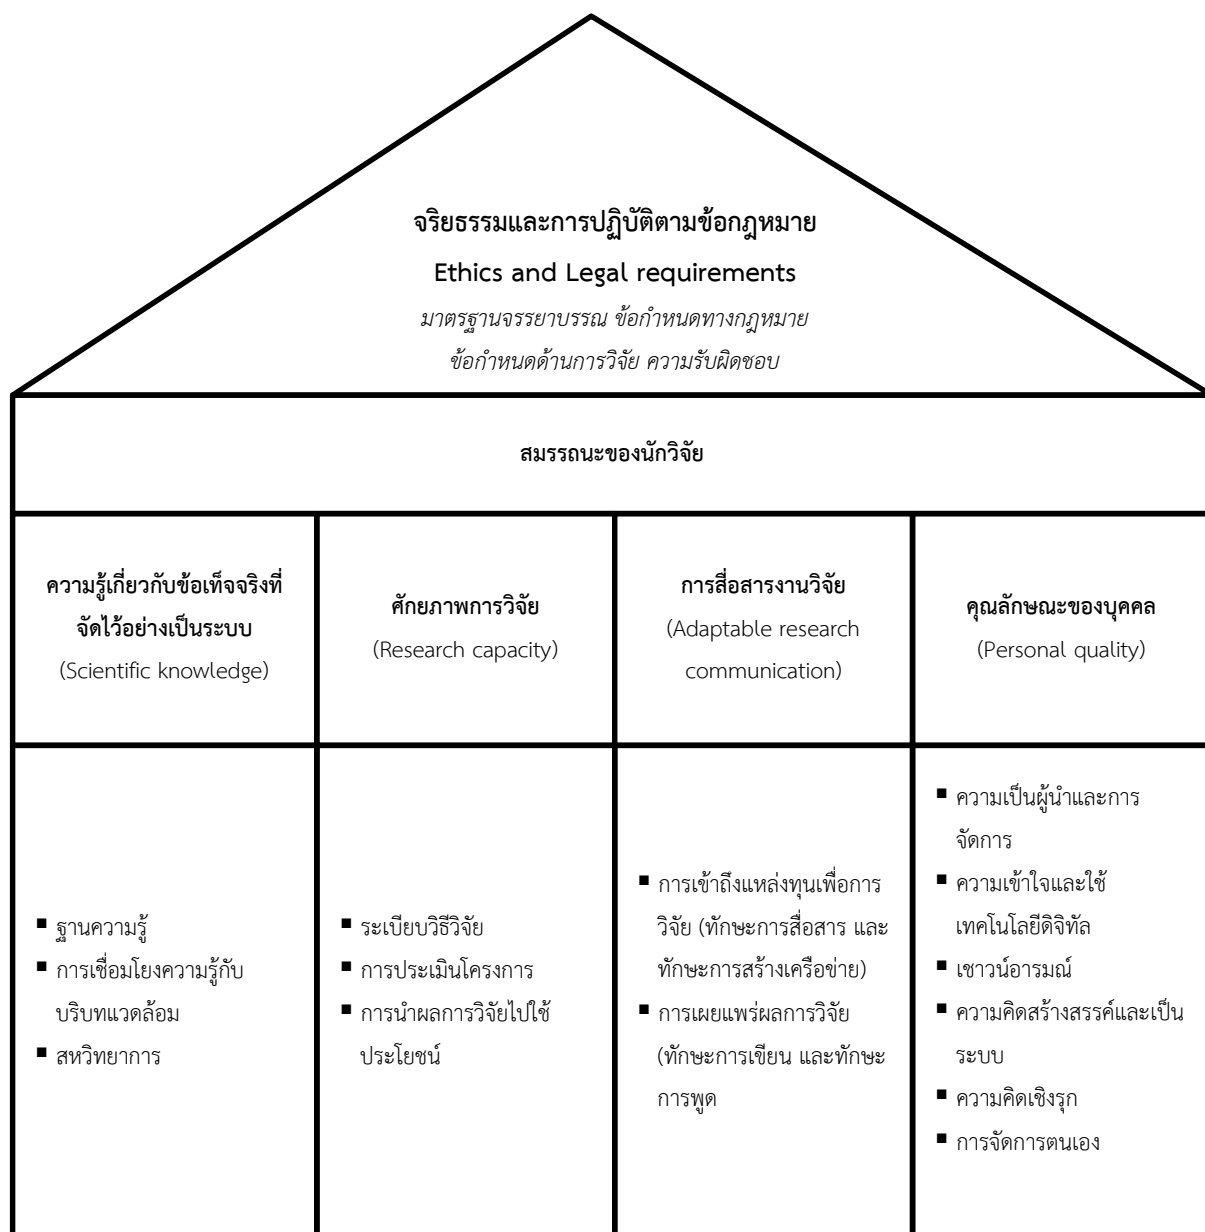 จริยธรรมและการปฏิบัติตามข้อกฎหมาย
Ethics and Legal requirements
มาตรฐานจรรยาบรรณ ข้อกำหนดทางกฎหมาย
ข้อกำหนดด้านการวิจัย ความรับผิดชอบ
สมรรถนะของนักวิจัย
ความรู้เกี่ยวกับข้อเท็จจริงที่
จัดไว้อย่างเป็นระบบ
(Scientific knowledge)
ศักยภาพการวิจัย
(Research capacity)
การสื่อสารงานวิจัย
(Adaptable research
communication)
คุณลักษณะของบุคคล
(Personal quality)
▪ ฐานความรู้
▪ การเชื่อมโยงความรู้กับ
บริบทแวดล้อม
▪ สหวิทยาการ
▪ ระเบียบวิธีวิจัย
▪ การประเมินโครงการ
▪ การนำผลการวิจัยไปใช้
ประโยชน์
▪ การเข้าถึงแหล่งทุนเพื่อการ
วิจัย (ทักษะการสื่อสาร และ
ทักษะการสร้างเครือข่าย)
▪ การเผยแพร่ผลการวิจัย
(ทักษะการเขียน และทักษะ
การพูด
▪ ความเป็นผู้นำและการ
จัดการ
▪ ความเข้าใจและใช้
เทคโนโลยีดิจิทัล
▪ เชาวน์อารมณ์
▪ ความคิดสร้างสรรค์และเป็น
ระบบ
▪ ความคิดเชิงรุก
▪ การจัดการตนเอง